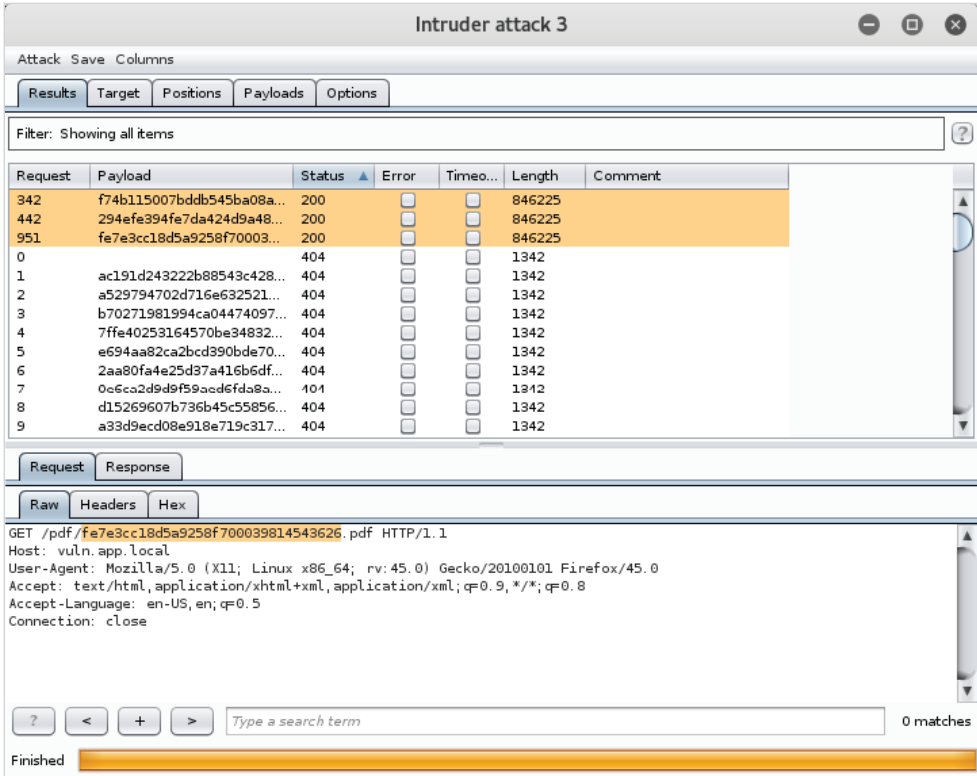 Intruder attack 3
Attack Save Columns
Results Target Positions Payloads Options
Filter: Showing all items ?
Request Payload Status ▲ Error Timeo... Length Comment
342 f74b115007bddb545ba08a... 200 846225
442 294efe394fe7da424d9a48... 200 846225
951 fe7e3cc18d5a9258f70003... 200 846225
0 404 1342
1 ac191d243222b88543c428... 404 1342
2 a529794702d716e632521... 404 1342
3 b70271981994ca04474097... 404 1342
4 7ffe40253164570be34832... 404 1342
5 e694aa82ca2bcd390bde70... 404 1342
6 2aa80fa4e25d37a416b6df... 404 1342
7 0e6ca2d9d9f59aed6fda8a... 404 1342
8 d15269607b736b45c55856... 404 1342
9 a33d9ecd08e918e719c317... 404 1342
Request Response
Raw Headers Hex
GET /pdf/fe7e3cc18d5a9258f700039814543626.pdf HTTP/1.1
Host: vuln.app.local
User-Agent: Mozilla/5.0 (X11; Linux x86_64; rv:45.0) Gecko/20100101 Firefox/45.0
Accept: text/html,application/xhtml+xml,application/xml;q=0.9,*/*;q=0.8
Accept-Language: en-US,en;q=0.5
Connection: close
? < + > Type a search term 0 matches
Finished